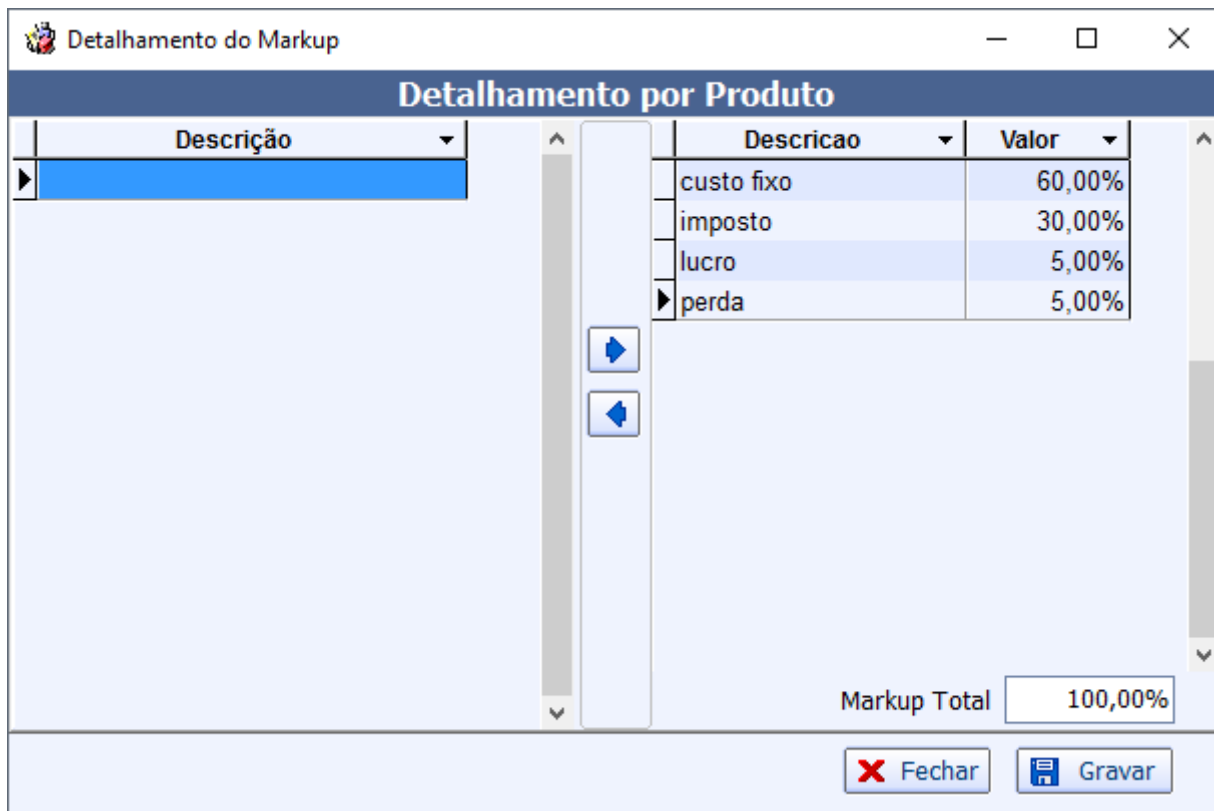 Detalhamento do Markup
Detalhamento por Produto
Descrição
Descricao Valor
custo fixo 60,00%
imposto 30,00%
lucro 5,00%
perda 5,00%
Markup Total 100,00%
Fechar Gravar